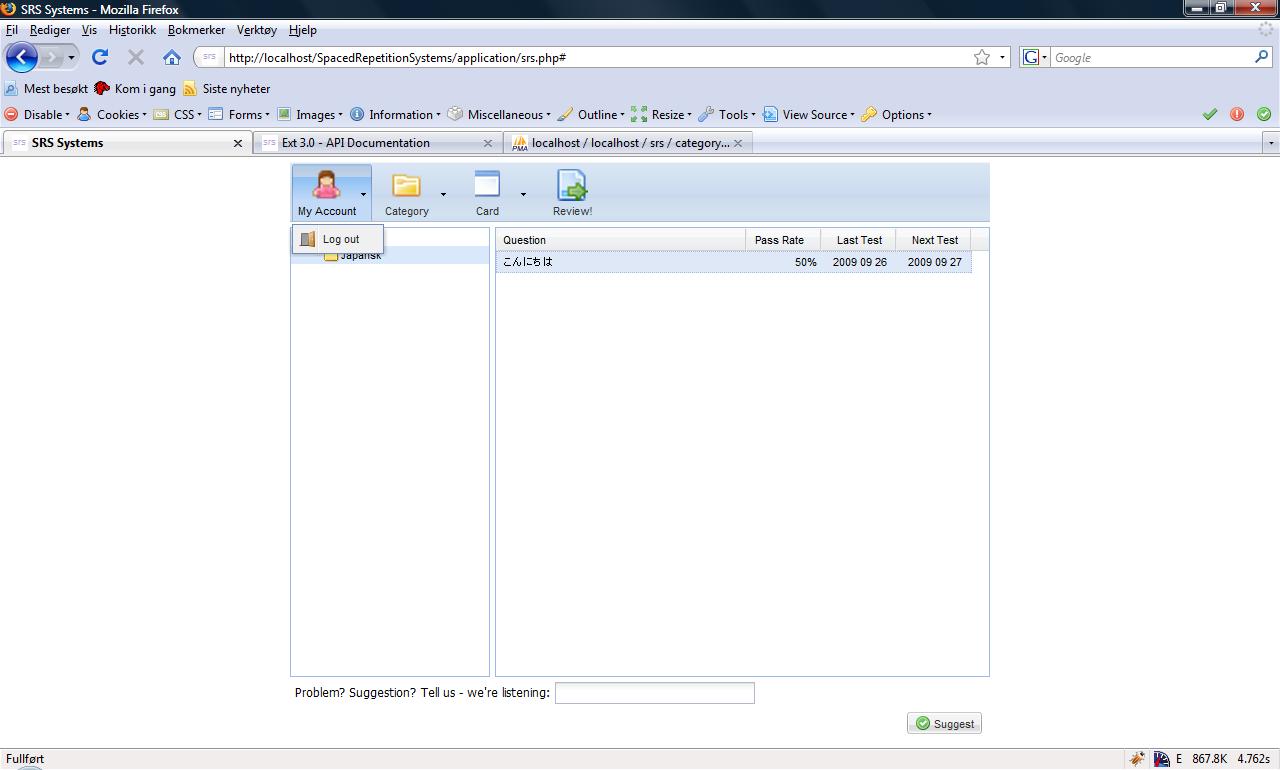 SRS Systems - Mozilla Firefox
Fil Rediger Vis Historikk Bokmerker Verktøy Hjelp
srs http://localhost/SpacedRepetitionSystems/application/srs.php# G Google
Mest besøkt Kom i gang Siste nyheter
Disable Cookies CSS Forms Images Information Miscellaneous Outline Resize Tools View Source Options
srs SRS Systems srs Ext 3.0 - API Documentation PMA localhost / localhost / srs / category...
My Account Category Card Review!
Log out
Japansk
Question Pass Rate Last Test Next Test
こんにちは 50% 2009 09 26 2009 09 27
Problem? Suggestion? Tell us - we're listening:
Suggest
Fullført E 867.8K 4.762s